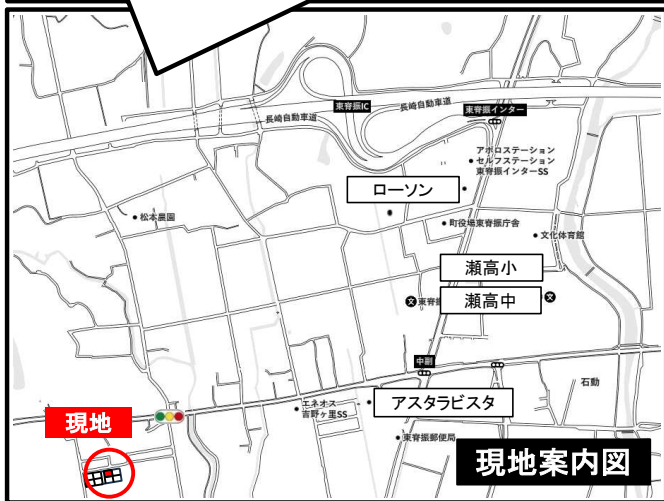 東脊振IC
長崎自動車道
東脊振インター
長崎自動車道
アポロステーション
セルフステーション
東脊振インターSS
ローソン
松本農園
町役場東脊振庁舎
文化体育館
瀬高小
文 東脊振
瀬高中
文
中副
石動
エネオス
吉野ヶ里SS
アスタラビスタ
現地
東脊振郵便局
現地案内図